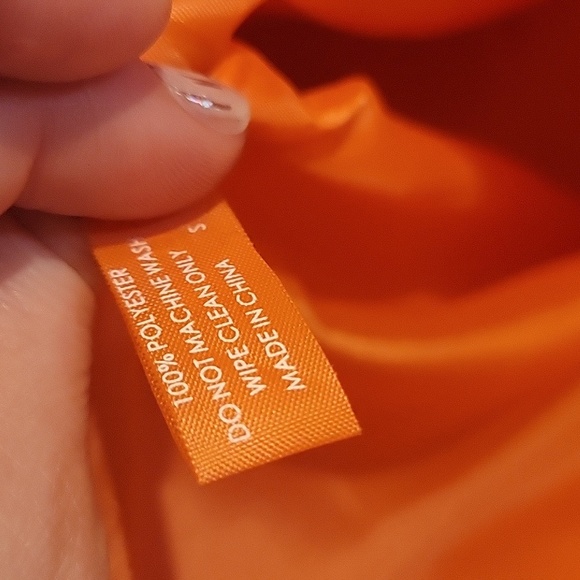 100% POLYESTER
DO NOT MACHINE WASH
WIPE CLEAN ONLY
MADE IN CHINA
S